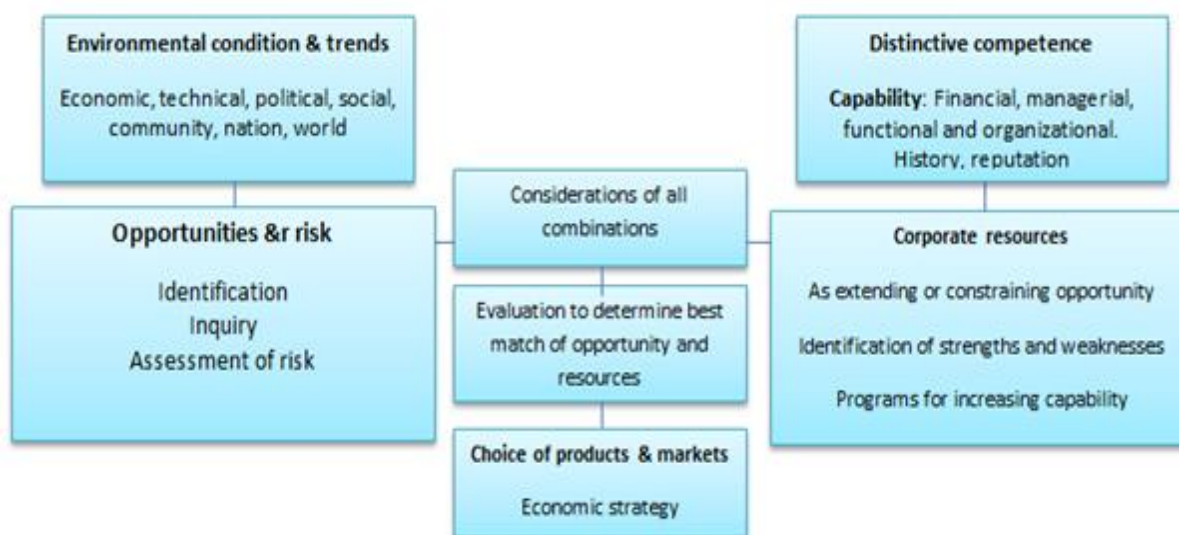 Environmental condition & trends
Economic, technical, political, social,
community, nation, world
Opportunities &r risk
Identification
Inquiry
Assessment of risk
Considerations of all
combinations
Evaluation to determine best
match of opportunity and
resources
Choice of products & markets
Economic strategy
Distinctive competence
Capability: Financial, managerial,
functional and organizational.
History, reputation
Corporate resources
As extending or constraining opportunity
Identification of strengths and weaknesses
Programs for increasing capability